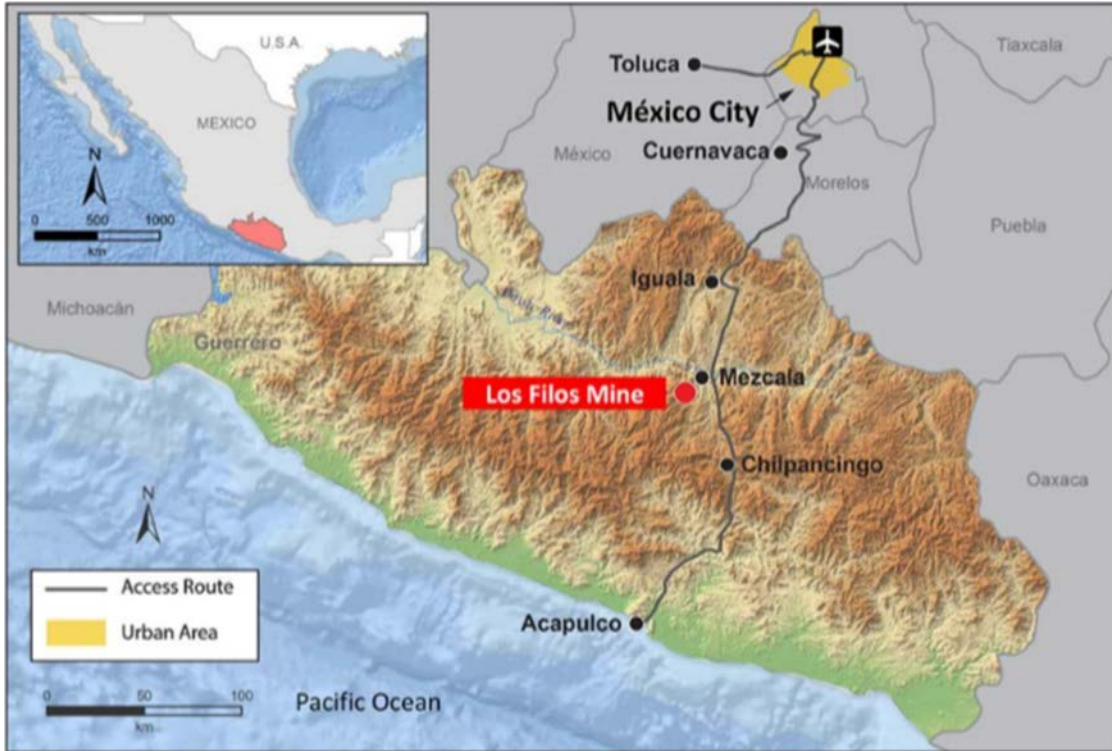 U.S.A.
MEXICO
N
0 500 1000
km
Toluca
Tiaxcala
México City
México
Cuernavaca
Morelos
Puebla
Michoacán
Iguala
Guerrero
Los Filos Mine
Mezcala
Chilpancingo
Oaxaca
N
Access Route
Urban Area
Acapulco
0 50 100
km
Pacific Ocean